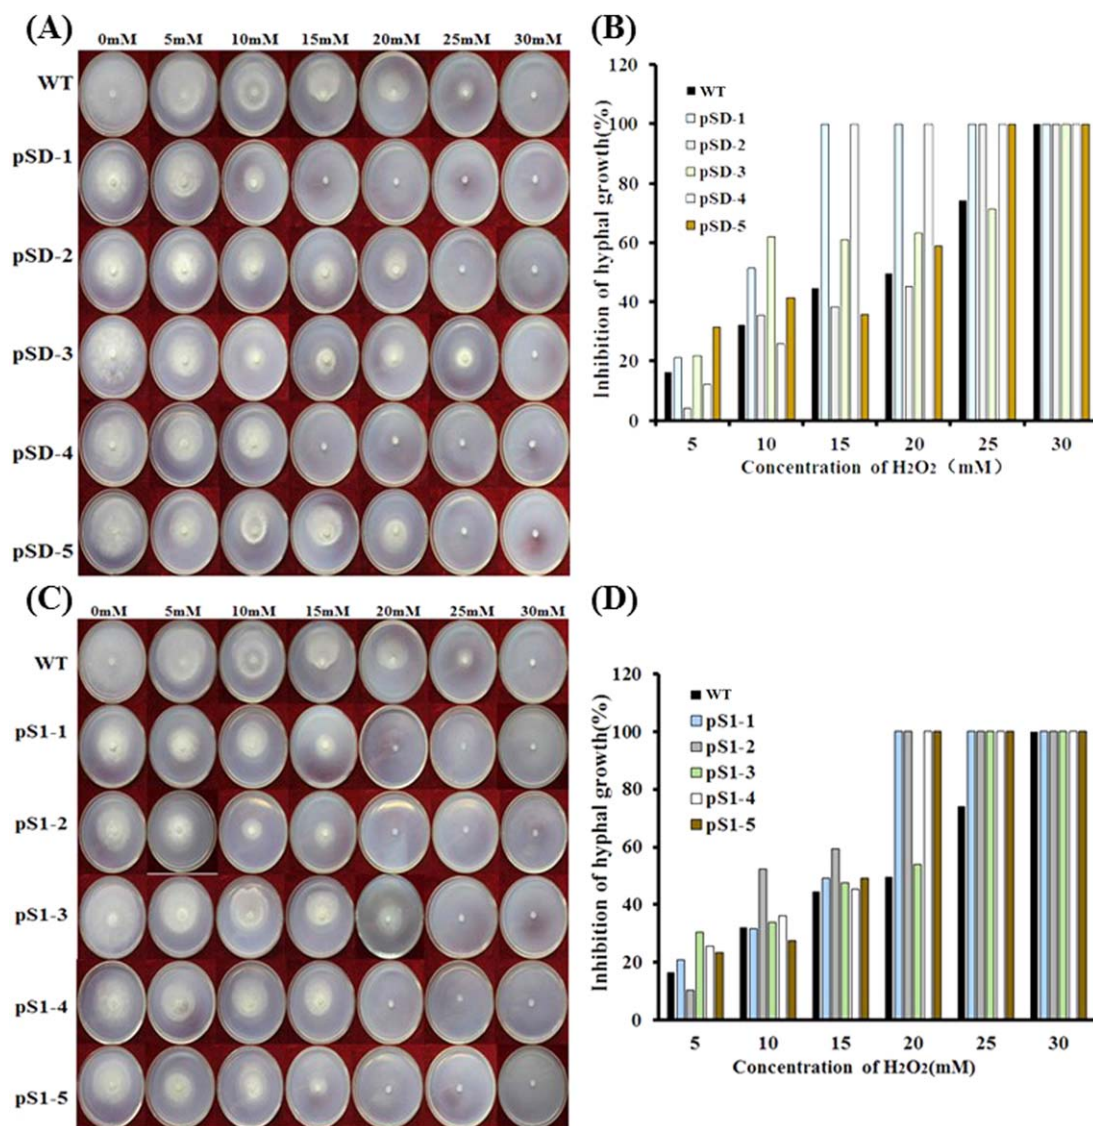 (A)
0mM 5mM 10mM 15mM 20mM 25mM 30mM
WT
pSD-1
pSD-2
pSD-3
pSD-4
pSD-5
(B)
Inhibition of hyphal growth(%)
120
100
80
60
40
20
0
WT
pSD-1
pSD-2
pSD-3
pSD-4
pSD-5
5 10 15 20 25 30
Concentration of H2O2（mM）
(C)
0mM 5mM 10mM 15mM 20mM 25mM 30mM
WT
pS1-1
pS1-2
pS1-3
pS1-4
pS1-5
(D)
Inhibition of hyphal growth(%)
120
100
80
60
40
20
0
WT
pS1-1
pS1-2
pS1-3
pS1-4
pS1-5
5 10 15 20 25 30
Concentration of H2O2(mM)